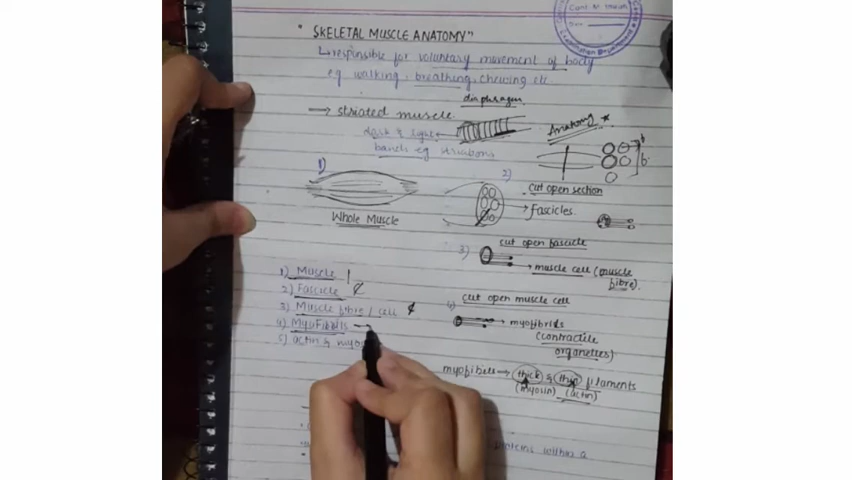 " SKELETAL MUSCLE ANATOMY"
responsible for voluntary movement of body
eg walking, breathing, chewing etc
diaphragm
→ striated muscle
Anatomy *
dark & light
bands eg
1)
2)
cut open section
→ Fascicles
Whole Muscle
3)
cut open fascicle
→ muscle cell (muscle
fibre).
1) Muscle
2) Fascicle
3) Muscle fibre / cell
4) Myofibrils →
5) actin & myo
4)
cut open muscle cell
→ myofibrils
(contractile
organelles)
myofibril → thick & thin filaments
(myosin) (actin)
proteins within a